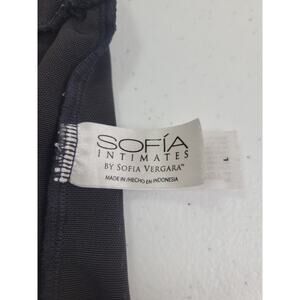 SOFÍA
INTIMATES
BY SOFIA VERGARA™
MADE IN/HECHO EN INDONESIA
L